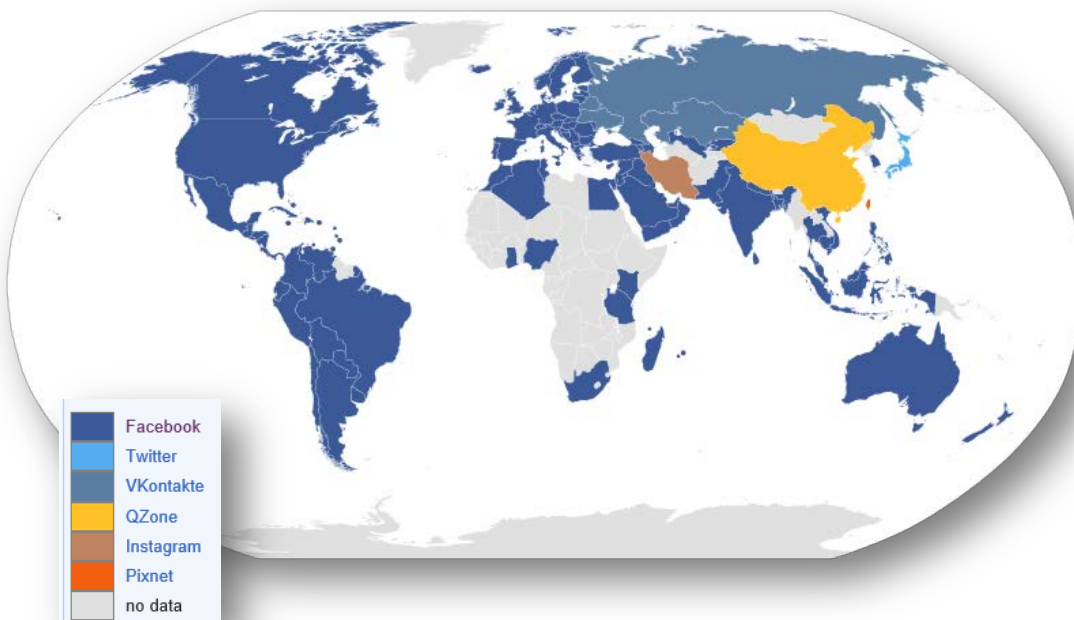 Facebook
Twitter
VKontakte
QZone
Instagram
Pixnet
no data